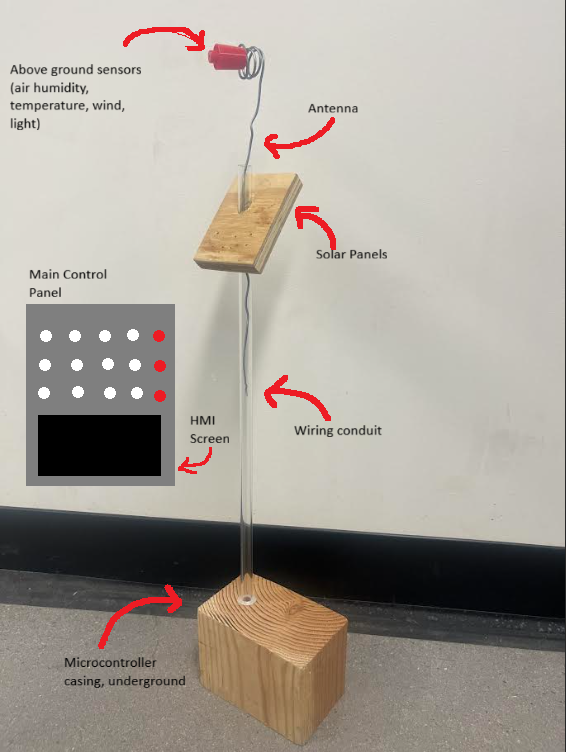 Above ground sensors
(air humidity,
temperature, wind,
light)
Antenna
Solar Panels
Main Control
Panel
HMI
Screen
Wiring conduit
Microcontroller
casing, underground